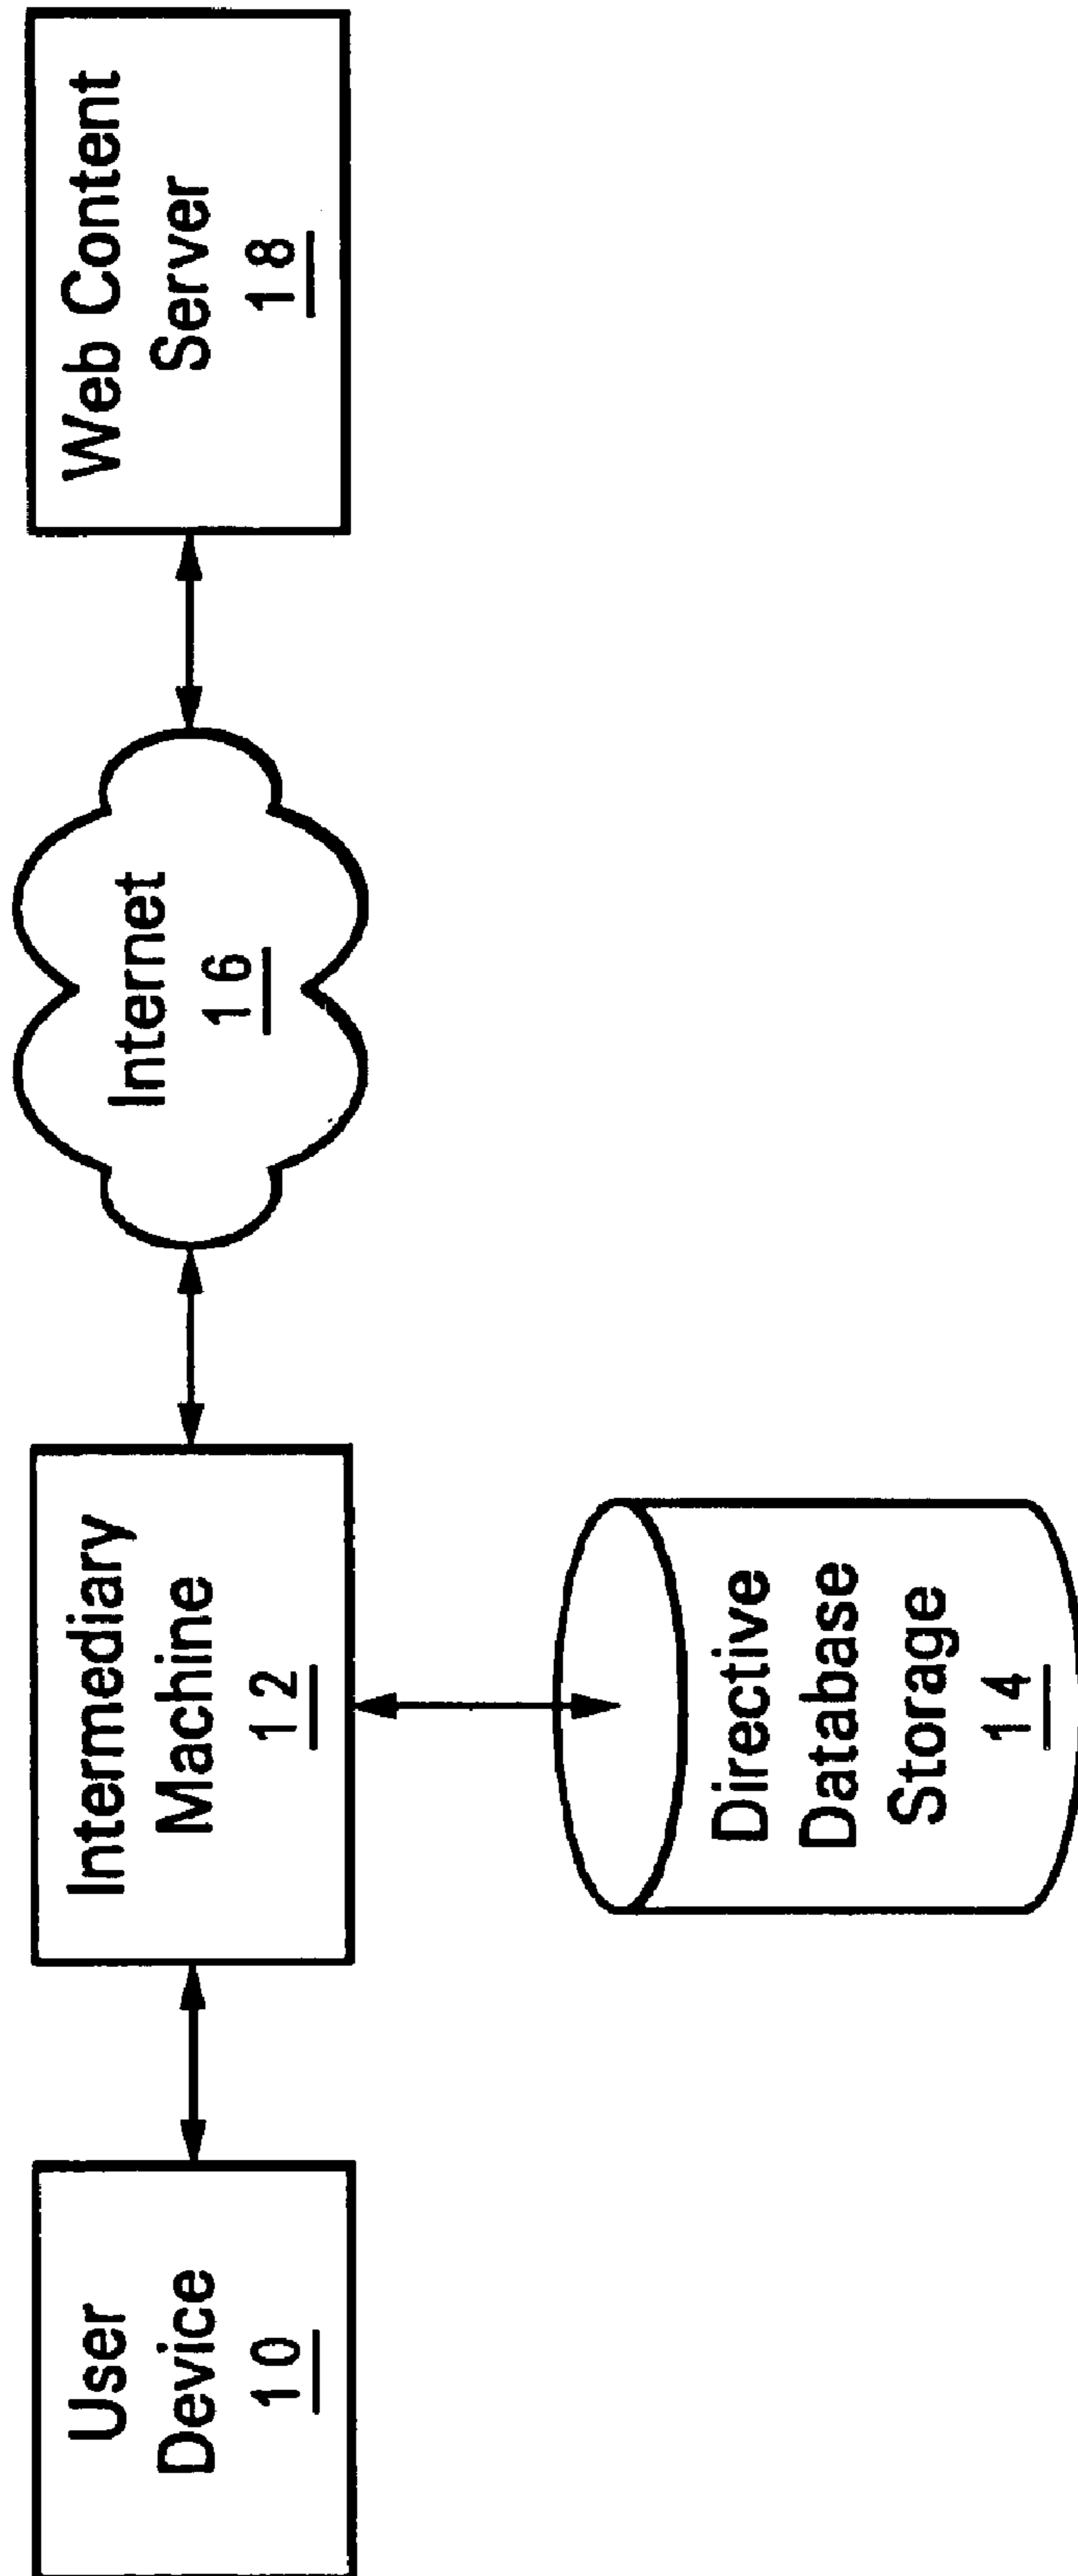 User
Device
10
Intermediary
Machine
12
Directive
Database
Storage
14
Internet
16
Web Content
Server
18